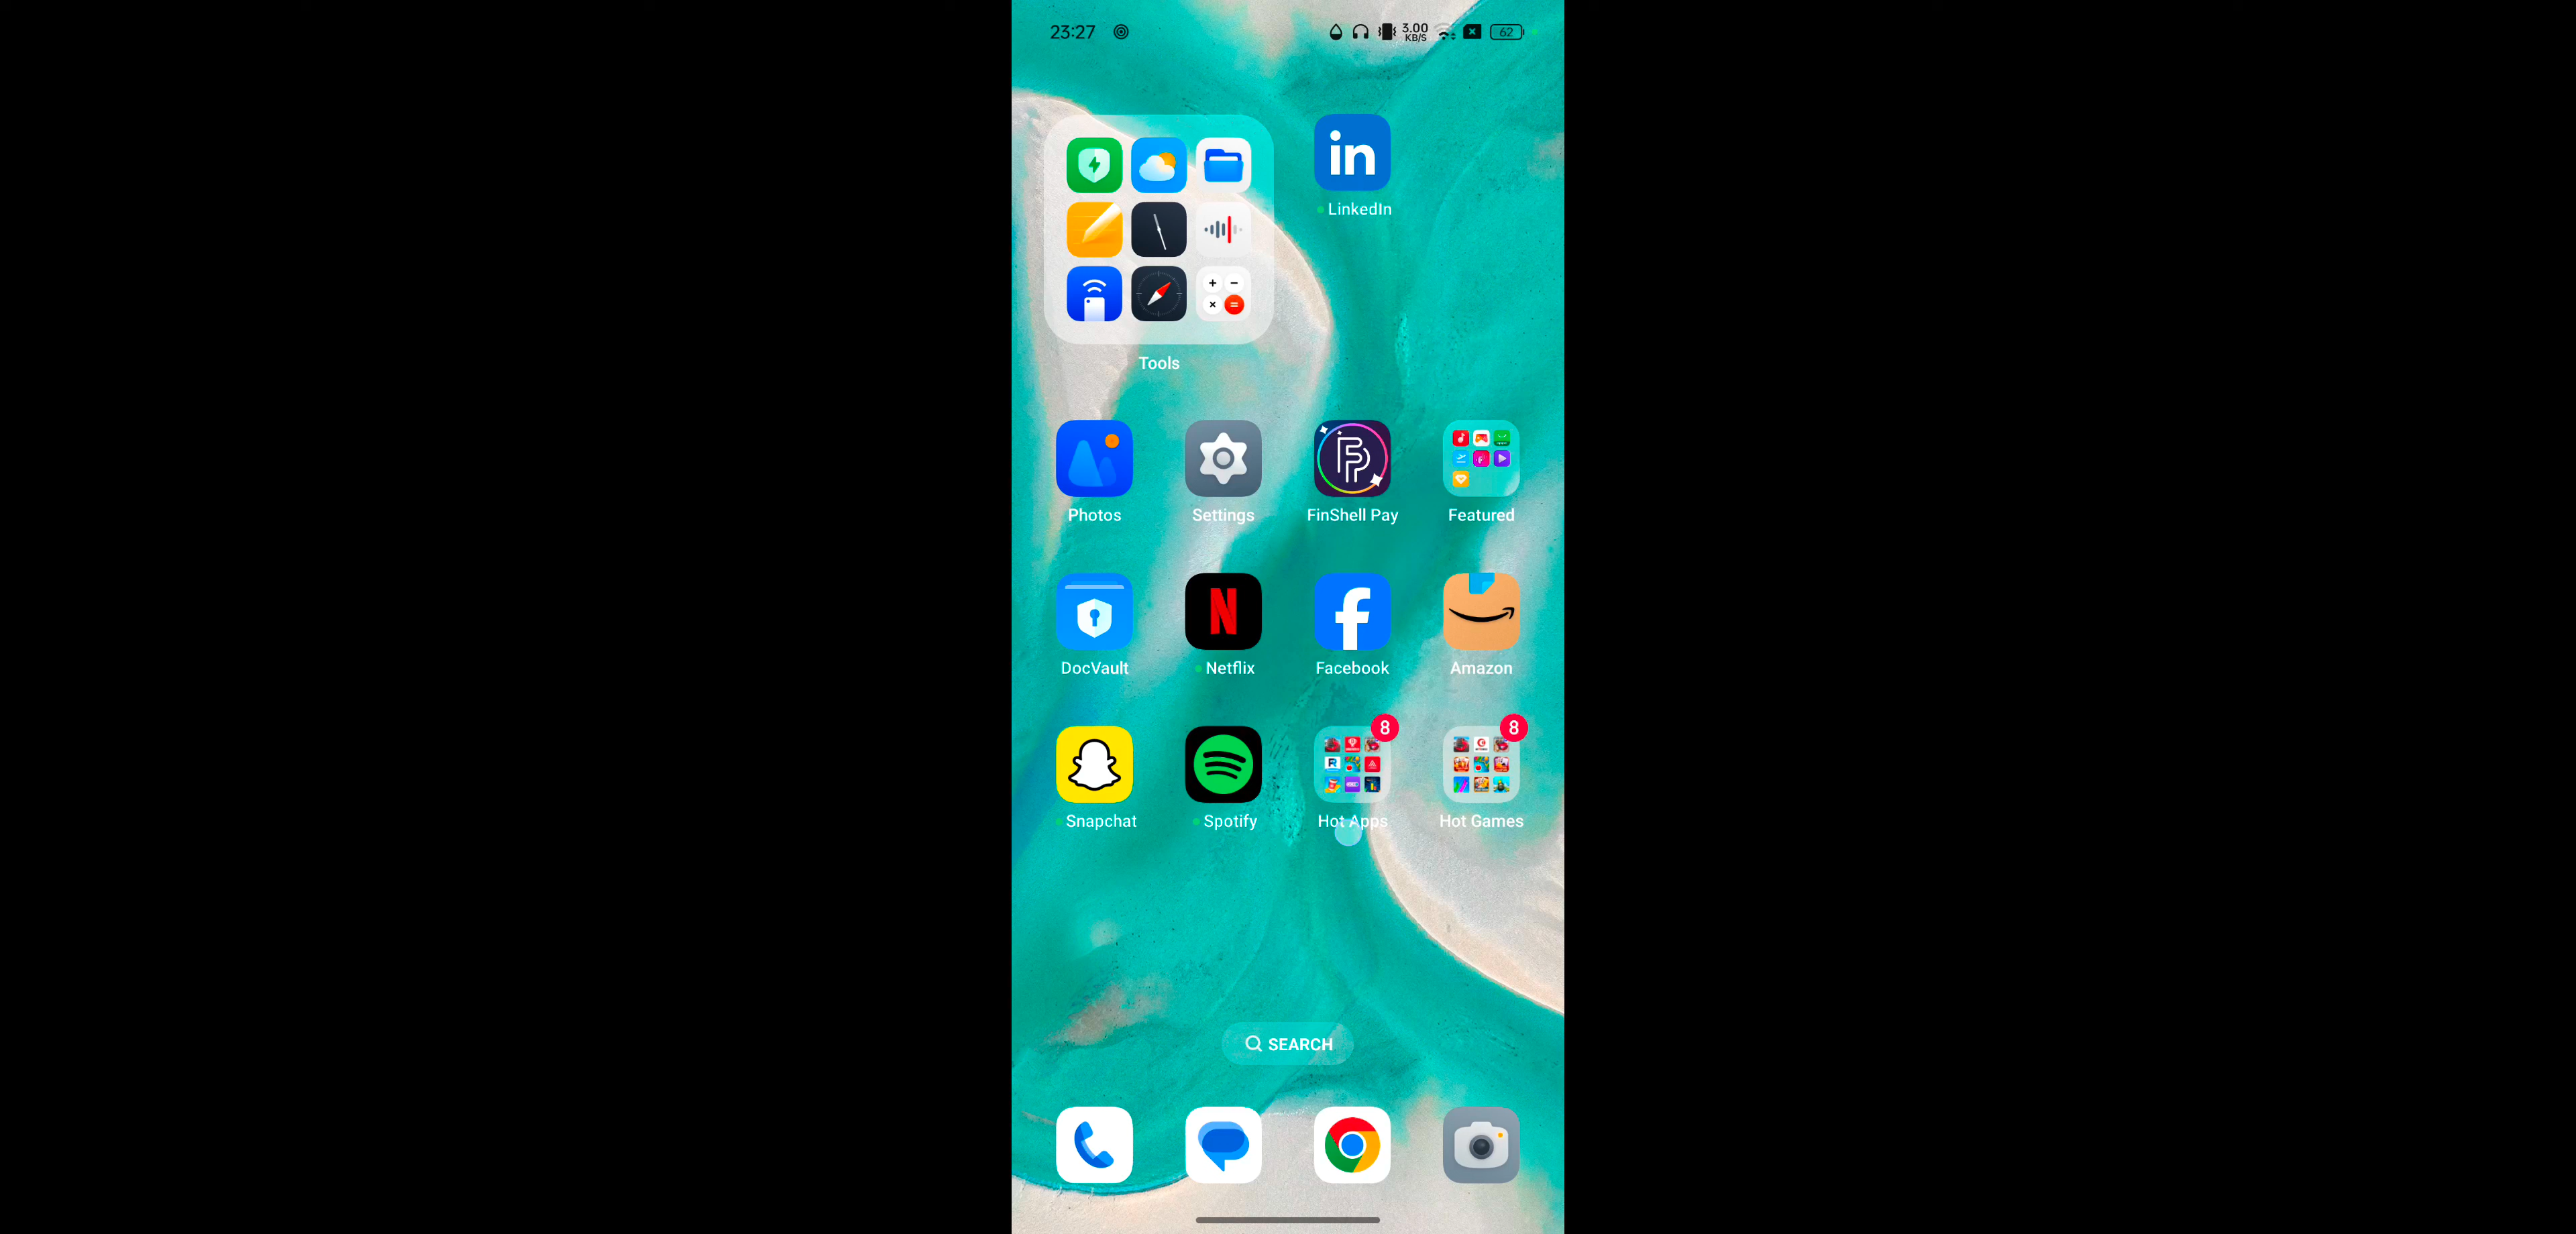 23:27
3.00
KB/S
62
in
LinkedIn
Tools
Photos
Settings
FinShell Pay
Featured
DocVault
Netflix
Facebook
Amazon
8
8
Snapchat
Spotify
Hot Apps
Hot Games
SEARCH